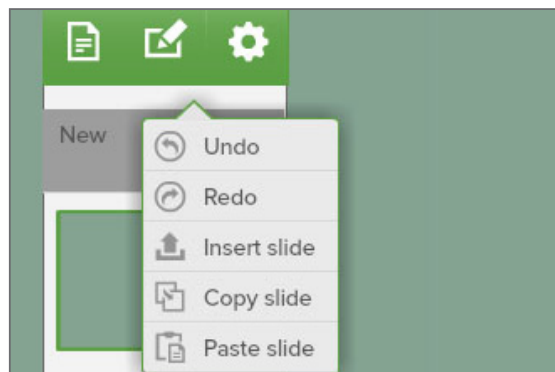 New
Undo
Redo
Insert slide
Copy slide
Paste slide